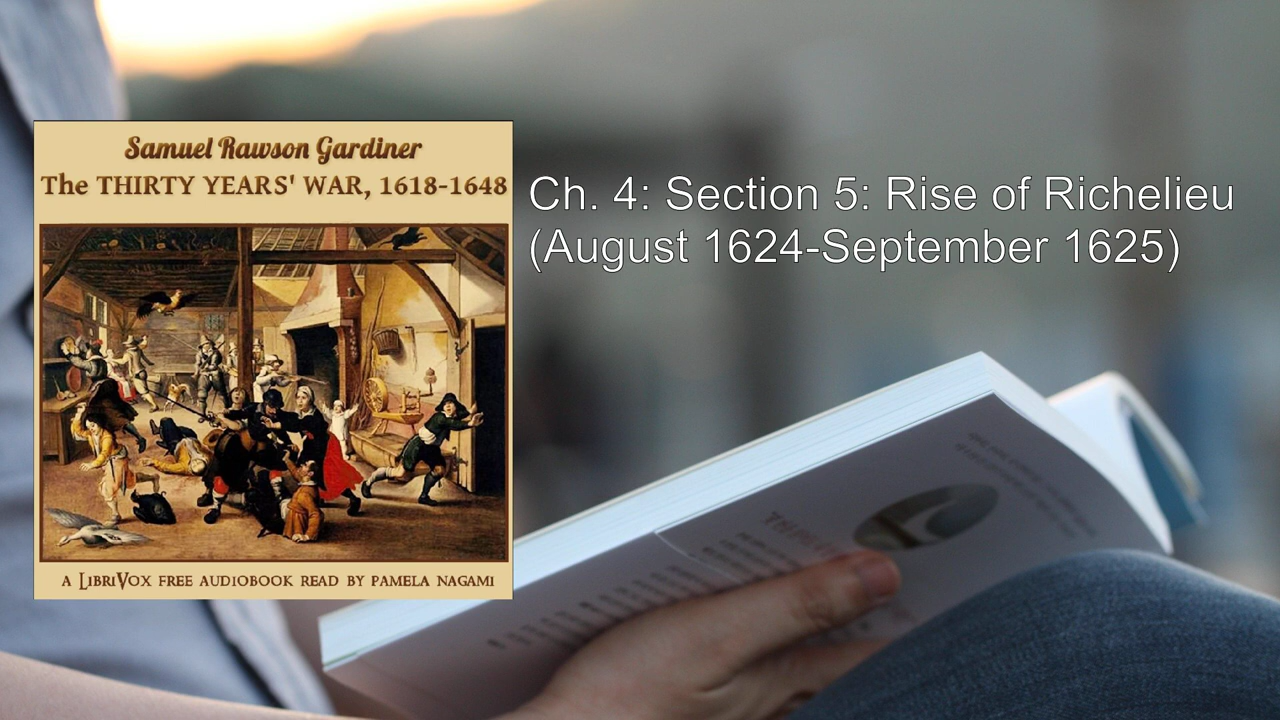 Samuel Rawson Gardiner
The THIRTY YEARS' WAR, 1618-1648
A LIBRIVOX FREE AUDIOBOOK READ BY PAMELA NAGAMI
Ch. 4: Section 5: Rise of Richelieu
(August 1624-September 1625)